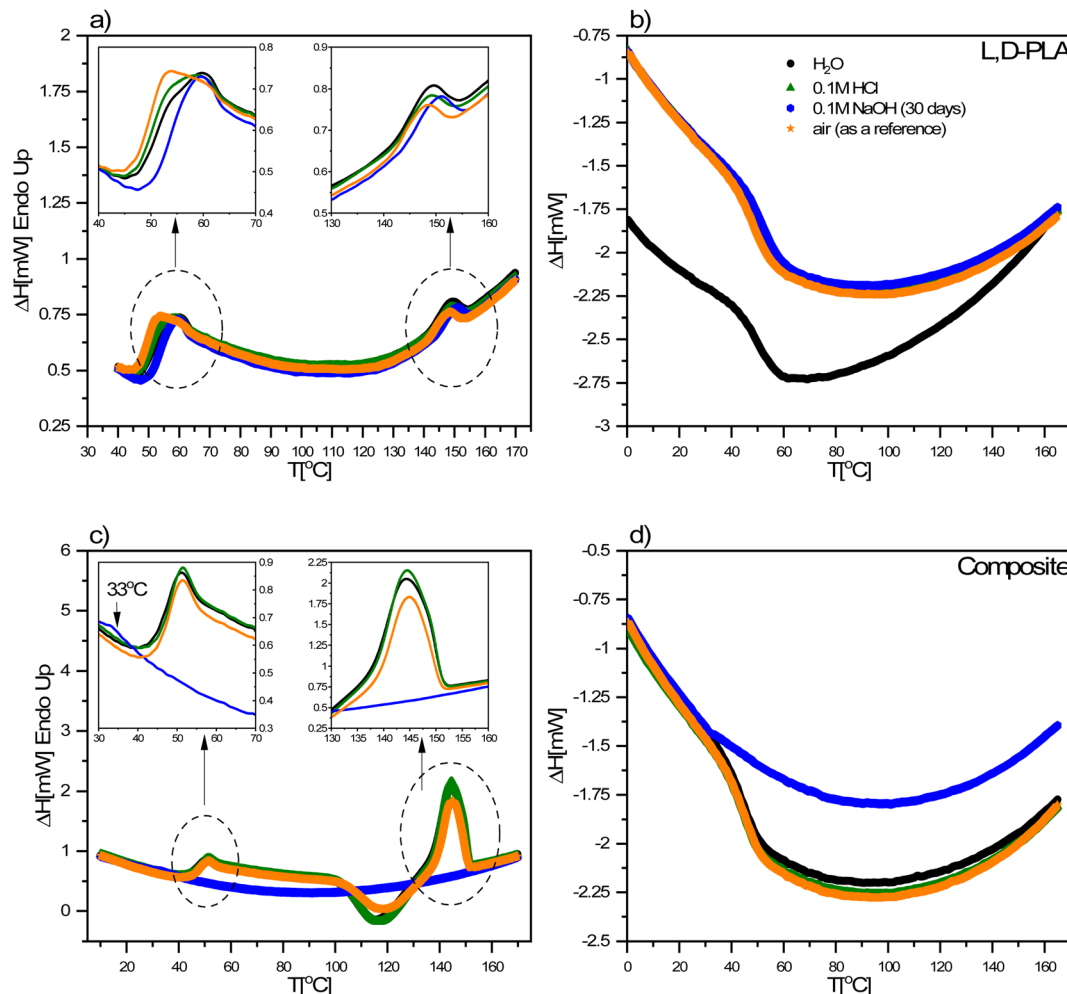 a)
2
1.75
1.5
1.25
1
0.75
0.5
0.25
ΔH[mW] Endo Up
0.8
0.7
0.6
0.5
0.4
40 50 60 70
0.9
0.8
0.7
0.6
0.5
130 140 150 160
30 40 50 60 70 80 90 100 110 120 130 140 150 160 170
T[°C]
b)
L,D-PLA
H₂O
0.1M HCl
0.1M NaOH (30 days)
air (as a reference)
-0.75
-1
-1.25
-1.5
-1.75
-2
-2.25
-2.5
-2.75
-3
ΔH[mW]
0 20 40 60 80 100 120 140 160
T[°C]
c)
6
5
4
3
2
1
0
ΔH[mW] Endo Up
33°C
0.9
0.8
0.7
0.6
0.5
0.4
0.3
30 40 50 60 70
2.25
2
1.75
1.5
1.25
1
0.75
0.5
0.25
130 135 140 145 150 155 160
20 40 60 80 100 120 140 160
T[°C]
d)
Composite
-0.5
-0.75
-1
-1.25
-1.5
-1.75
-2
-2.25
-2.5
ΔH[mW]
0 20 40 60 80 100 120 140 160
T[°C]